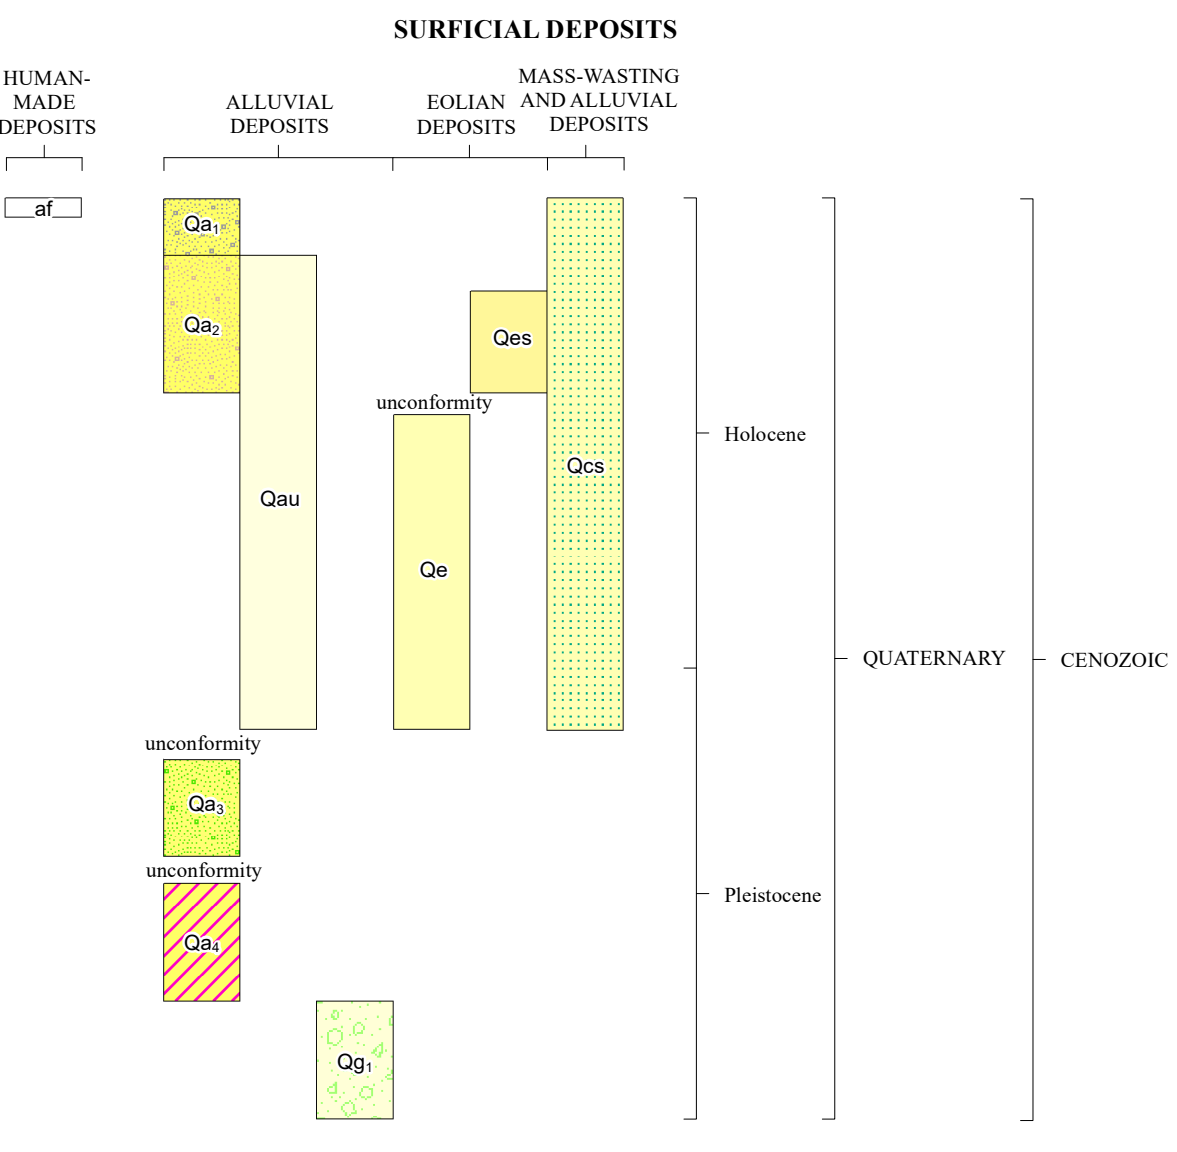 SURFICIAL DEPOSITS
HUMAN-
MADE
DEPOSITS
ALLUVIAL
DEPOSITS
EOLIAN
DEPOSITS
MASS-WASTING
AND ALLUVIAL
DEPOSITS
af
Qa1
Qa2
Qes
unconformity
Holocene
Qcs
Qau
Qe
QUATERNARY
CENOZOIC
unconformity
Qa3
unconformity
Pleistocene
Qa4
Qg1